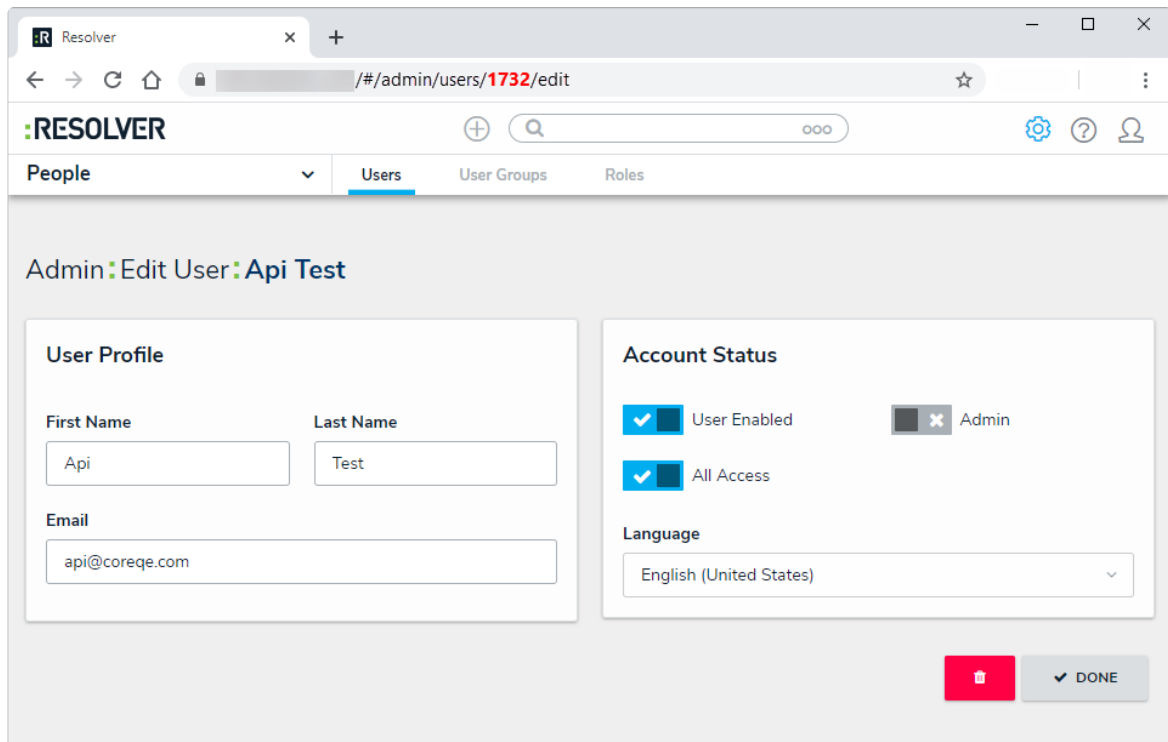 :R Resolver
/#/admin/users/1732/edit
:RESOLVER
People Users User Groups Roles
Admin:Edit User:Api Test
User Profile
First Name Last Name
Api Test
Email
api@coreqe.com
Account Status
User Enabled Admin
All Access
Language
English (United States)
DONE